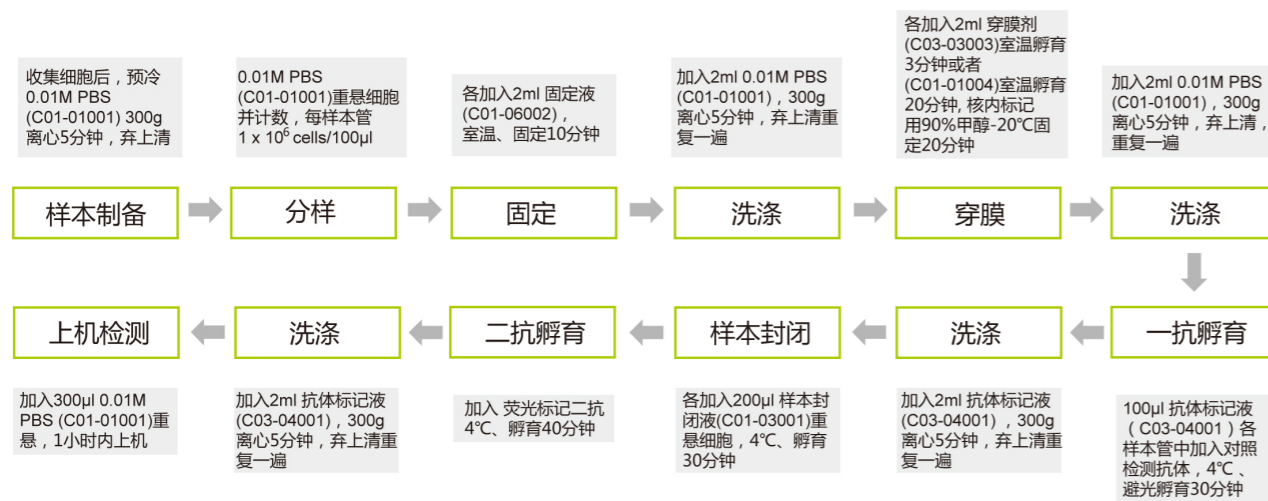 收集细胞后，预冷
0.01M PBS
(C01-01001) 300g
离心5分钟，弃上清
0.01M PBS
(C01-01001)重悬细胞
并计数，每样本管
1 x 10⁶ cells/100μl
各加入2ml 固定液
(C01-06002)，
室温、固定10分钟
加入2ml 0.01M PBS
(C01-01001)，300g
离心5分钟，弃上清重
复一遍
各加入2ml 穿膜剂
(C03-03003)室温孵育
3分钟或者
(C01-01004)室温孵育
20分钟, 核内标记
用90%甲醇-20℃固
定20分钟
加入2ml 0.01M PBS
(C01-01001)，300g
离心5分钟，弃上清，
重复一遍
样本制备
分样
固定
洗涤
穿膜
洗涤
上机检测
洗涤
二抗孵育
样本封闭
洗涤
一抗孵育
加入300μl 0.01M
PBS (C01-01001)重
悬，1小时内上机
加入2ml 抗体标记液
(C03-04001)，300g
离心5分钟，弃上清重
复一遍
加入 荧光标记二抗
4℃、孵育40分钟
各加入200μl 样本封
闭液(C01-03001)重
悬细胞，4℃、孵育
30分钟
加入2ml 抗体标记液
(C03-04001)，300g
离心5分钟，弃上清重
复一遍
100μl 抗体标记液
（C03-04001）各
样本管中加入对照
检测抗体，4℃、
避光孵育30分钟